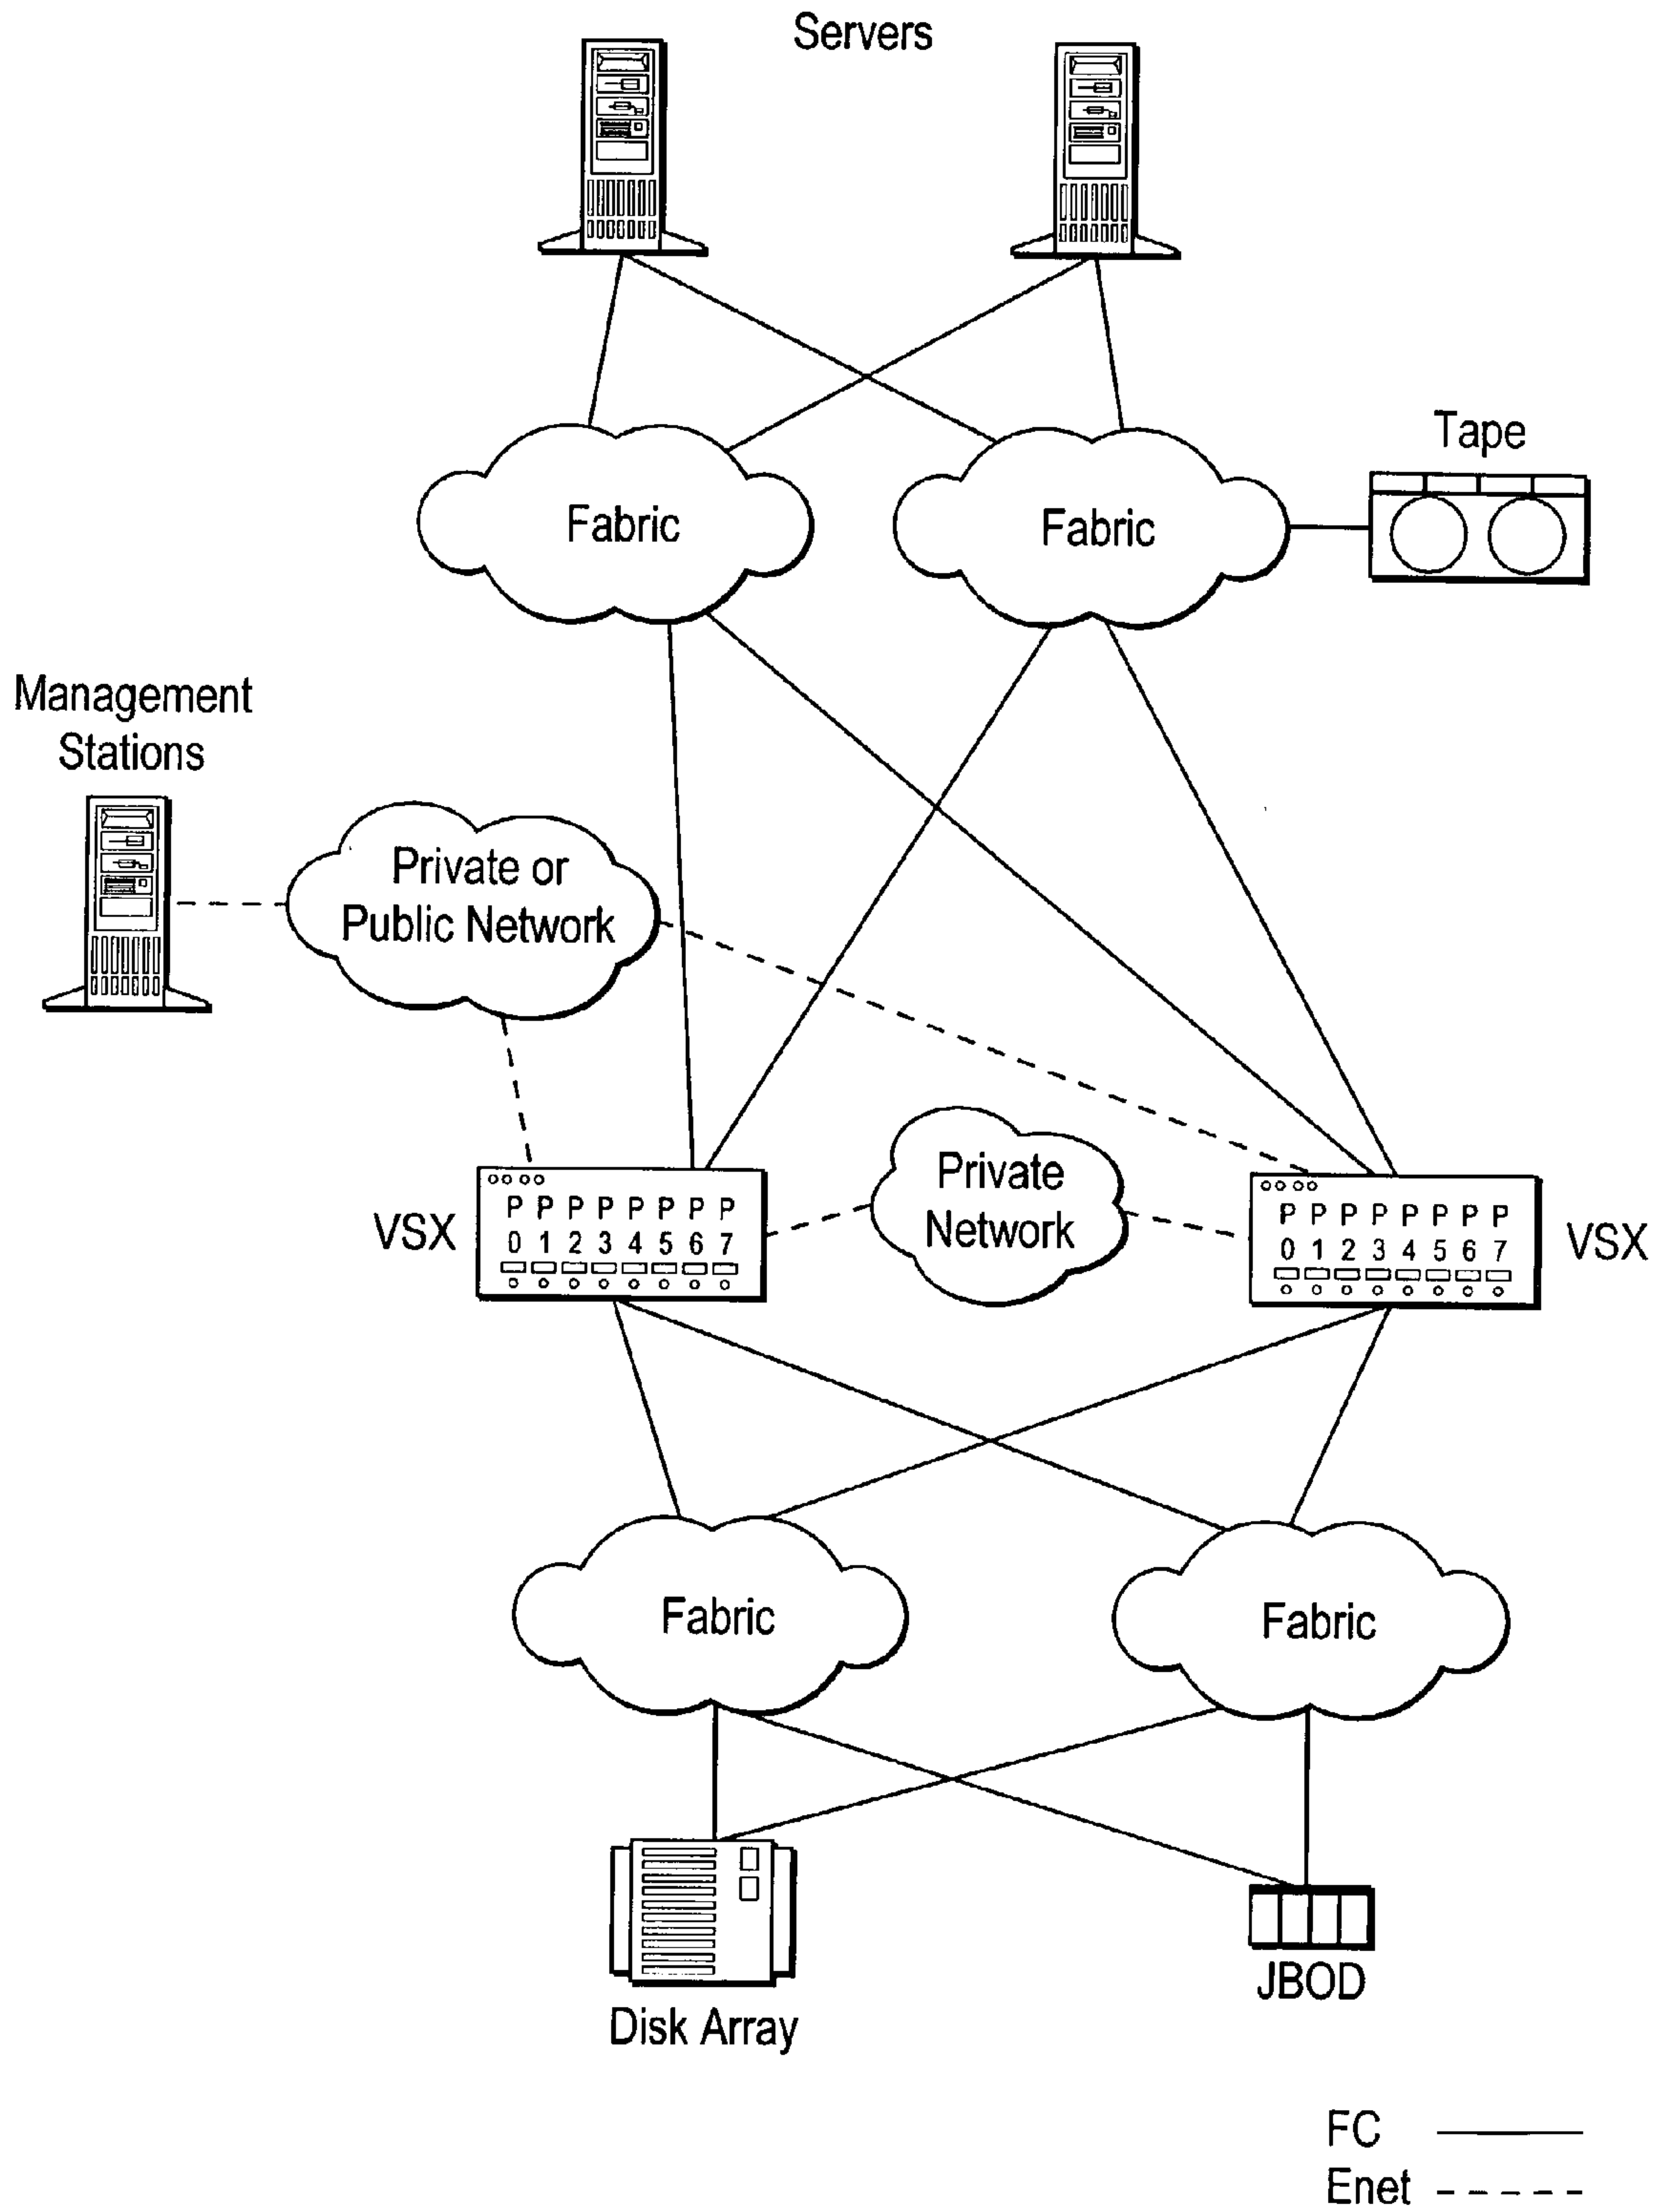 Servers
Tape
Fabric
Fabric
Management
Stations
Private or
Public Network
Private
Network
VSX
P P P P P P P P
0 1 2 3 4 5 6 7
P P P P P P P P
0 1 2 3 4 5 6 7
VSX
Fabric
Fabric
Disk Array
JBOD
FC
Enet